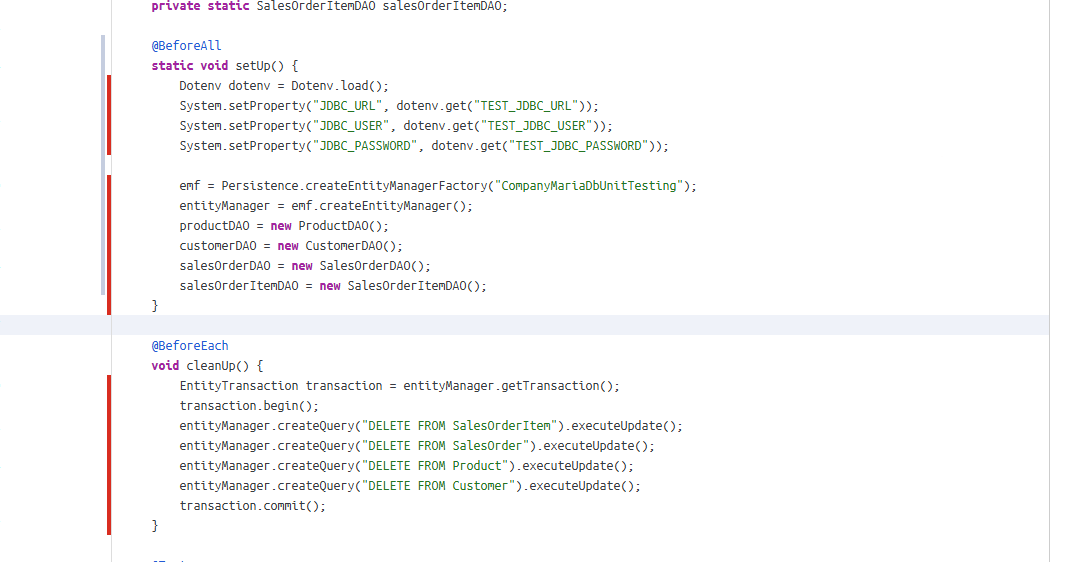 private static SalesOrderItemDAO salesOrderItemDAO;
@BeforeAll
static void setUp() {
Dotenv dotenv = Dotenv.load();
System.setProperty("JDBC_URL", dotenv.get("TEST_JDBC_URL"));
System.setProperty("JDBC_USER", dotenv.get("TEST_JDBC_USER"));
System.setProperty("JDBC_PASSWORD", dotenv.get("TEST_JDBC_PASSWORD"));
emf = Persistence.createEntityManagerFactory("CompanyMariaDbUnitTesting");
entityManager = emf.createEntityManager();
productDAO = new ProductDAO();
customerDAO = new CustomerDAO();
salesOrderDAO = new SalesOrderDAO();
salesOrderItemDAO = new SalesOrderItemDAO();
}
@BeforeEach
void cleanUp() {
EntityTransaction transaction = entityManager.getTransaction();
transaction.begin();
entityManager.createQuery("DELETE FROM SalesOrderItem").executeUpdate();
entityManager.createQuery("DELETE FROM SalesOrder").executeUpdate();
entityManager.createQuery("DELETE FROM Product").executeUpdate();
entityManager.createQuery("DELETE FROM Customer").executeUpdate();
transaction.commit();
}